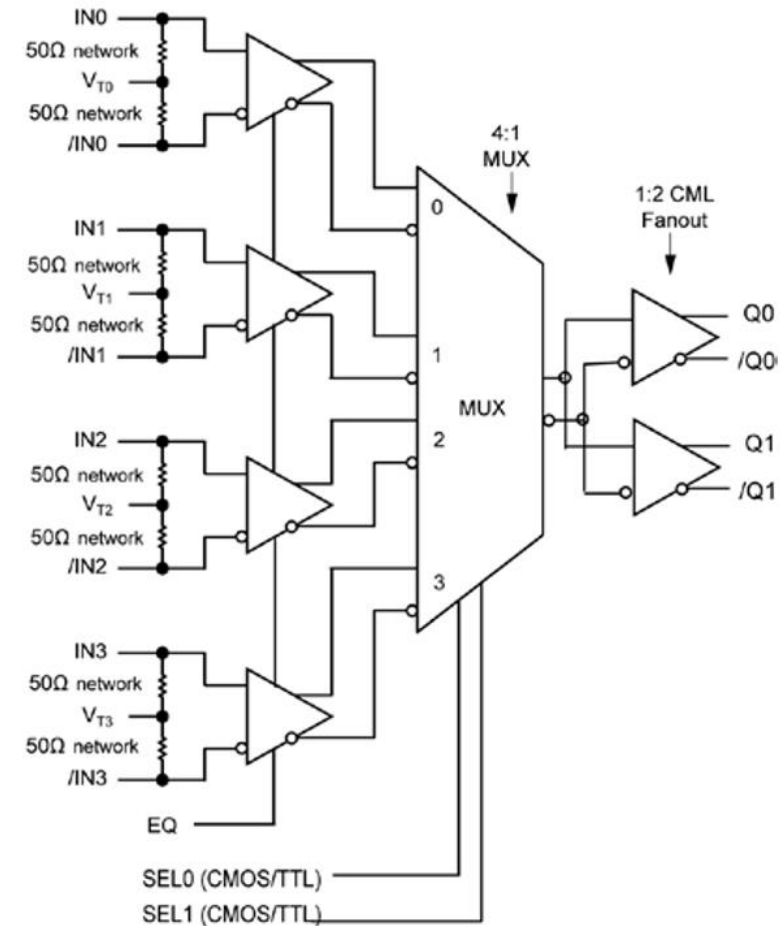 IN0
50Ω network
VT0
50Ω network
/IN0
4:1
MUX
0
1:2 CML
Fanout
IN1
50Ω network
VT1
50Ω network
/IN1
1
MUX
Q0
/Q0
IN2
50Ω network
VT2
50Ω network
/IN2
2
Q1
/Q1
3
IN3
50Ω network
VT3
50Ω network
/IN3
EQ
SEL0 (CMOS/TTL)
SEL1 (CMOS/TTL)